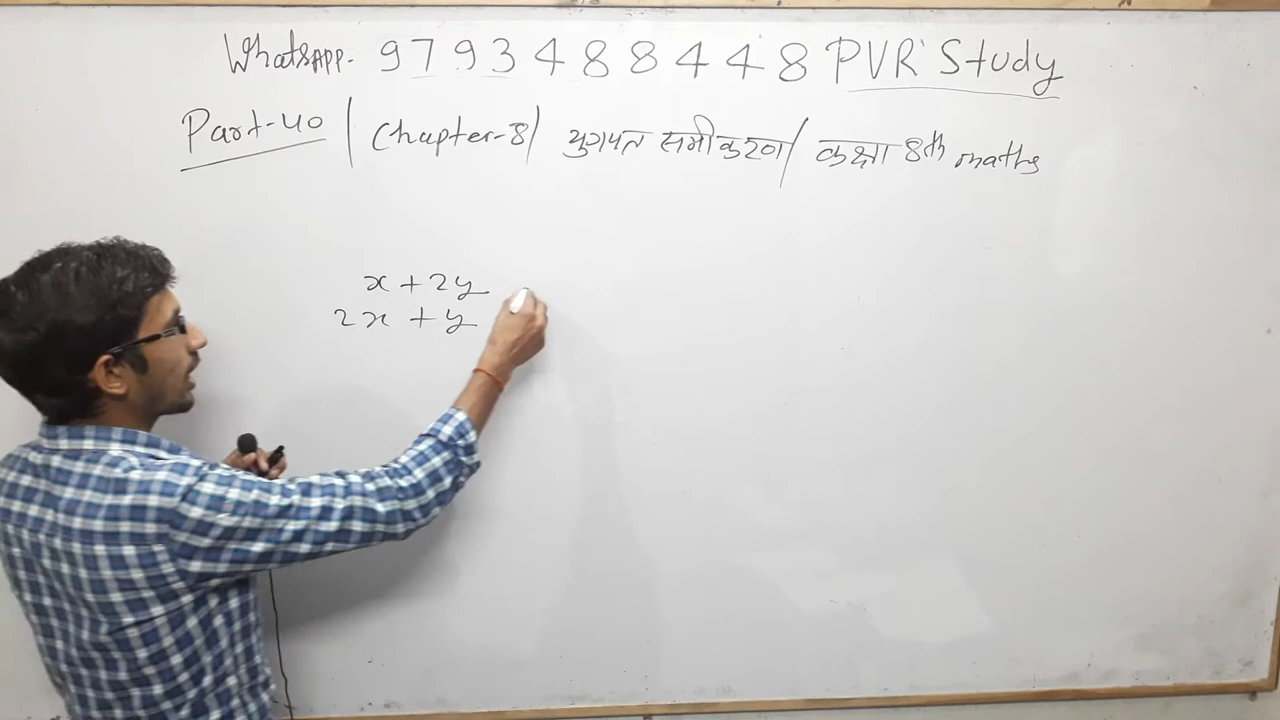 WhatsAPP- 9793488448 PVR Study
Part-40 | Chapter-8 | युगपत समीकरण / कक्षा 8th maths
x + 2y
2x + y